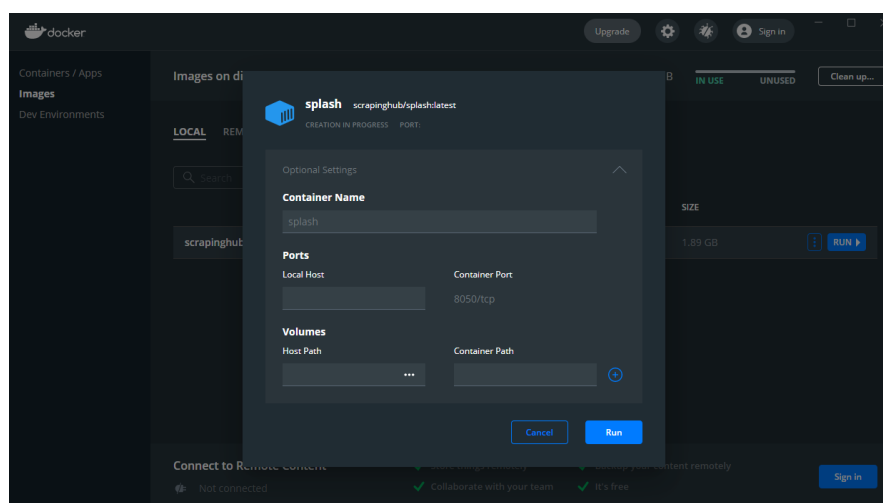 docker
Upgrade
Sign in
Containers / Apps
Images
Dev Environments
Images on di
B
IN USE
UNUSED
Clean up...
LOCAL
REM
Search
SIZE
scrapinghub
1.89 GB
RUN
splash scrapinghub/splash:latest
CREATION IN PROGRESS PORT:
Optional Settings
Container Name
splash
Ports
Local Host
Container Port
8050/tcp
Volumes
Host Path
Container Path
Cancel
Run
Connect to Remote Content
Not connected
Collaborate with your team
It's free
content remotely
Sign in